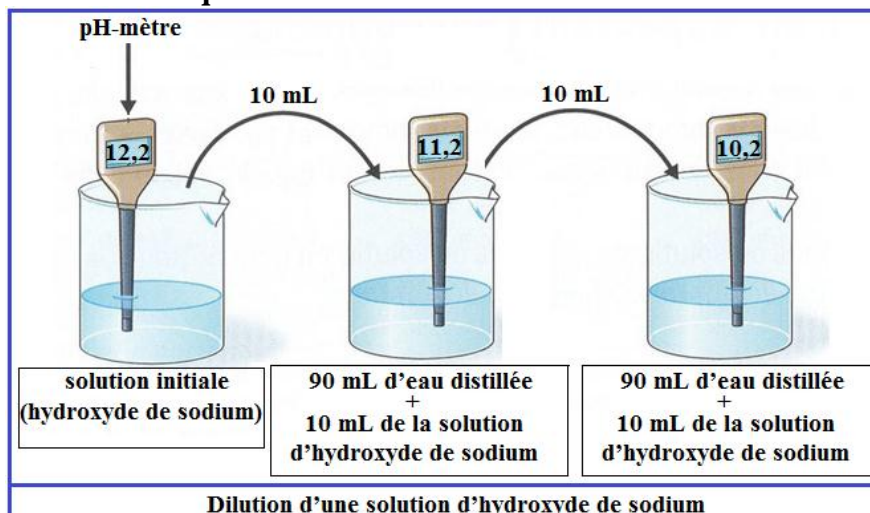 pH-mètre
10 mL
10 mL
12,2
11,2
10,2
solution initiale
(hydroxyde de sodium)
90 mL d'eau distillée
+
10 mL de la solution
d'hydroxyde de sodium
90 mL d'eau distillée
+
10 mL de la solution
d'hydroxyde de sodium
Dilution d'une solution d'hydroxyde de sodium